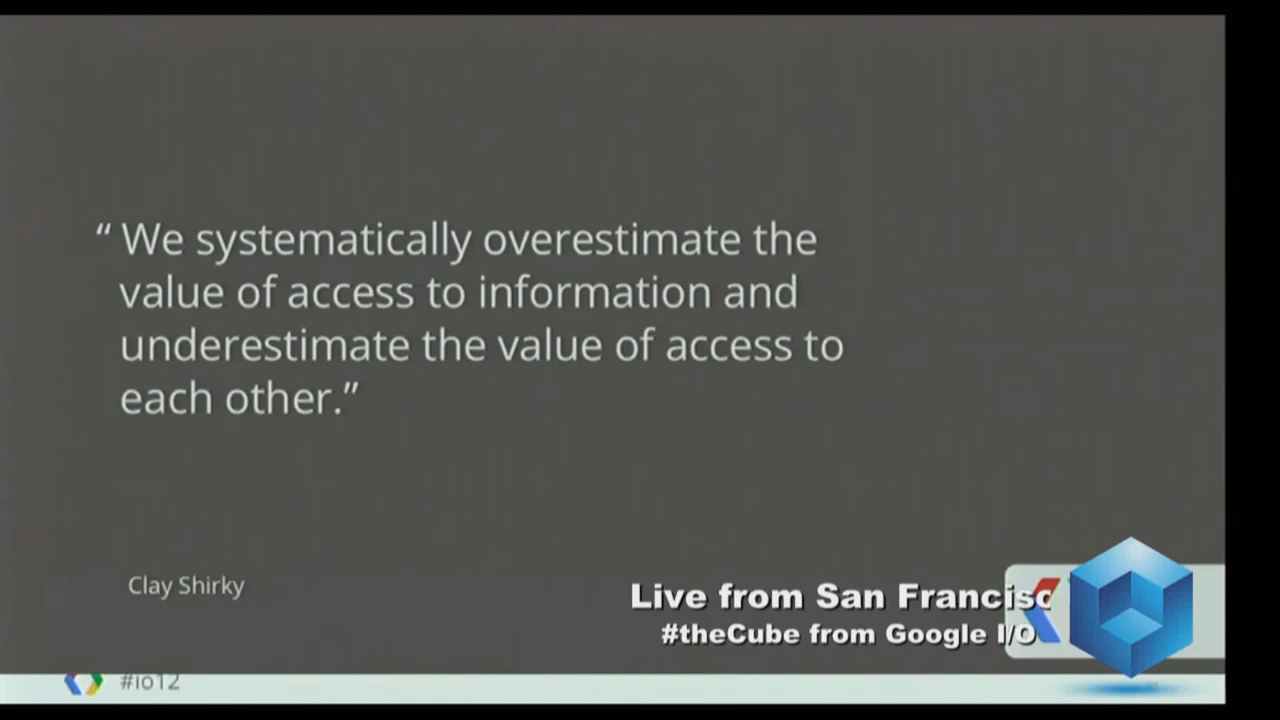 “ We systematically overestimate the
value of access to information and
underestimate the value of access to
each other.”
Clay Shirky
Live from San Francisc
#theCube from Google I/O
#io12